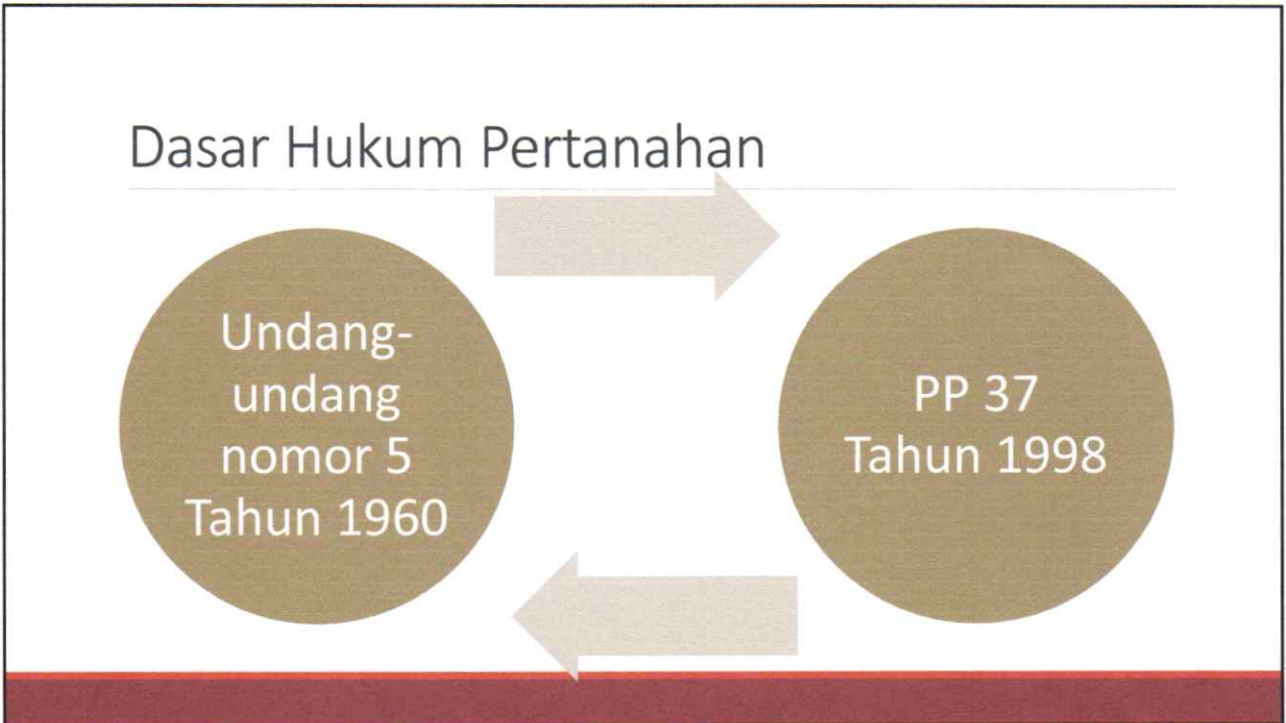 Dasar Hukum Pertanahan
Undang-
undang
nomor 5
Tahun 1960
PP 37
Tahun 1998